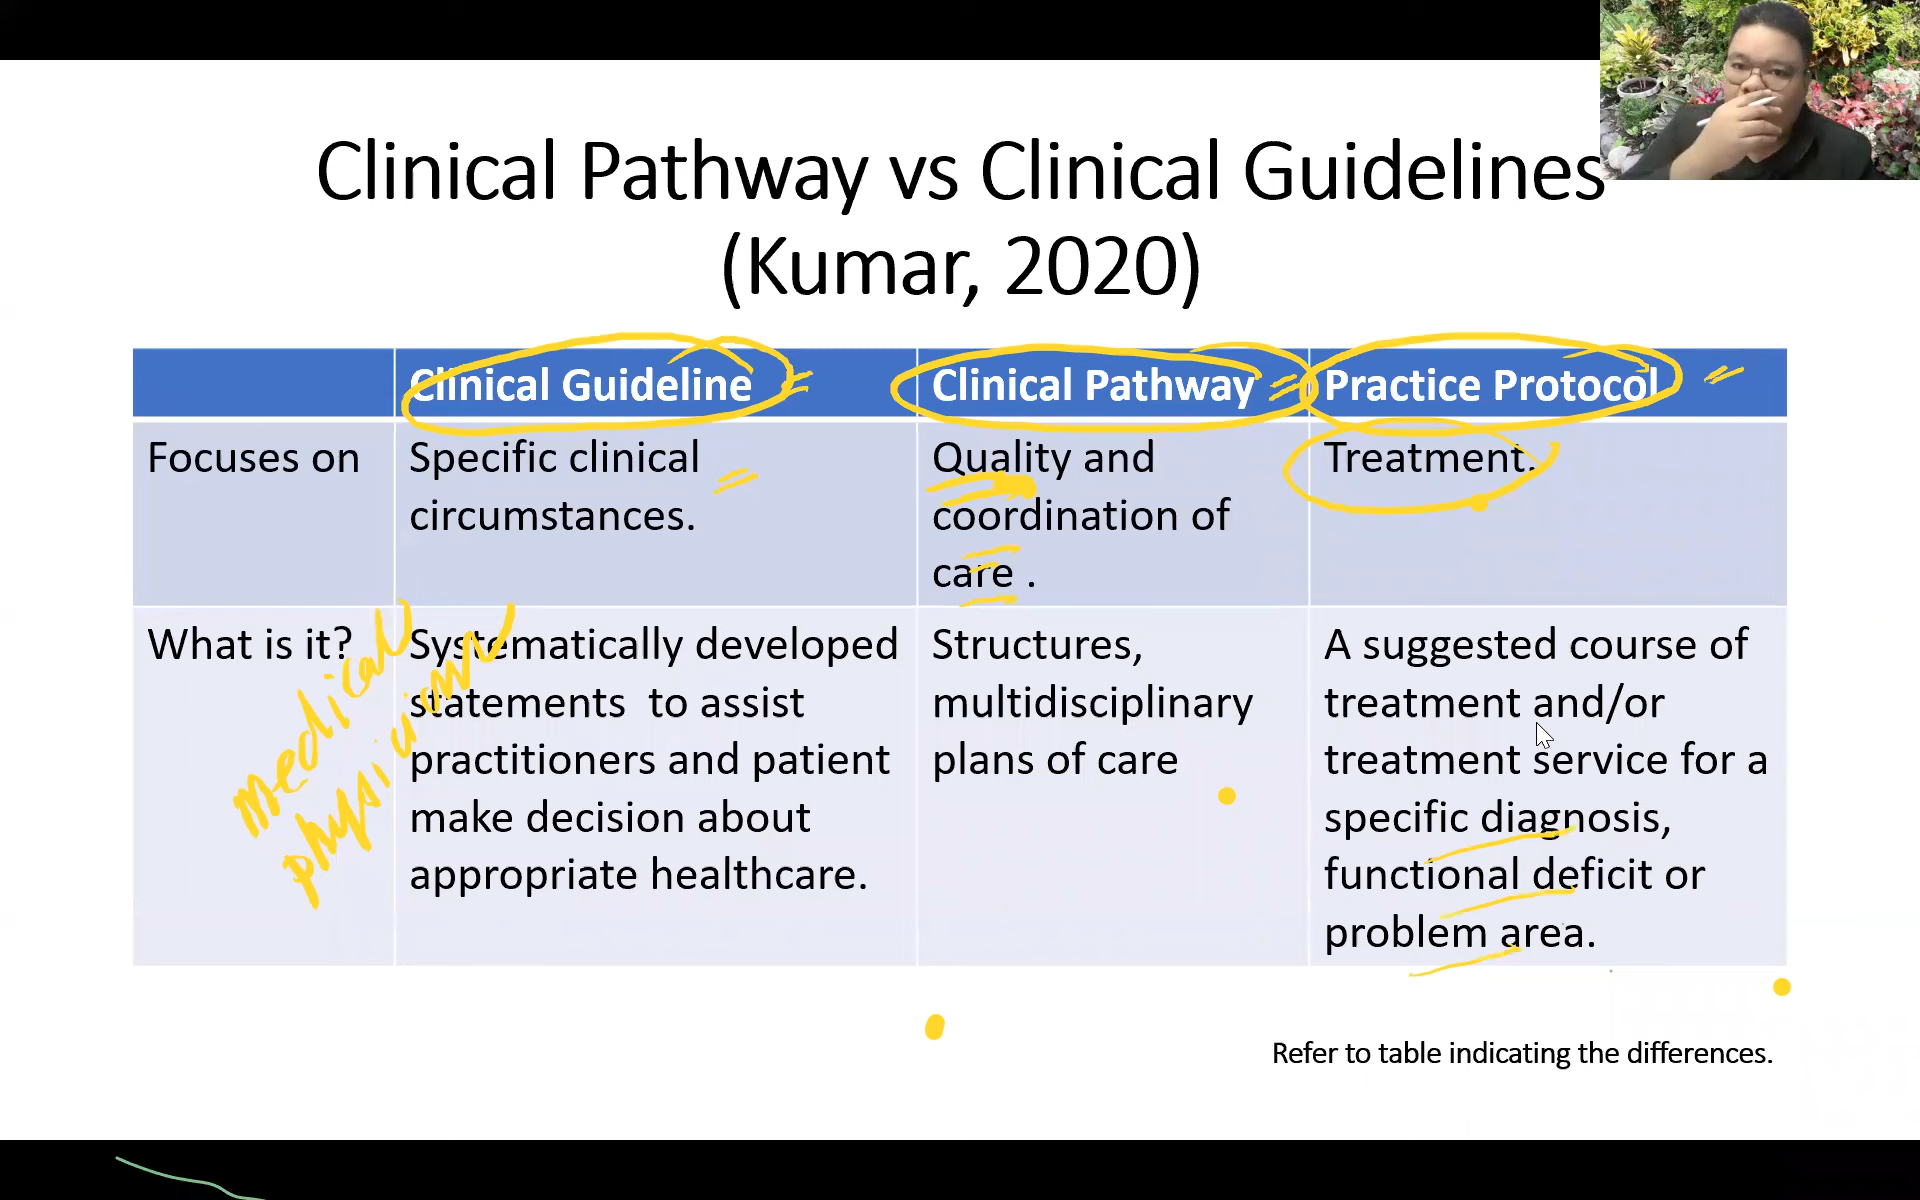 Clinical Pathway vs Clinical Guidelines
(Kumar, 2020)
Clinical Guideline
Clinical Pathway
Practice Protocol
Focuses on
Specific clinical
circumstances.
Quality and
coordination of
care .
Treatment.
What is it?
Systematically developed
statements to assist
practitioners and patient
make decision about
appropriate healthcare.
Structures,
multidisciplinary
plans of care
A suggested course of
treatment and/or
treatment service for a
specific diagnosis,
functional deficit or
problem area.
medical
physician
Refer to table indicating the differences.